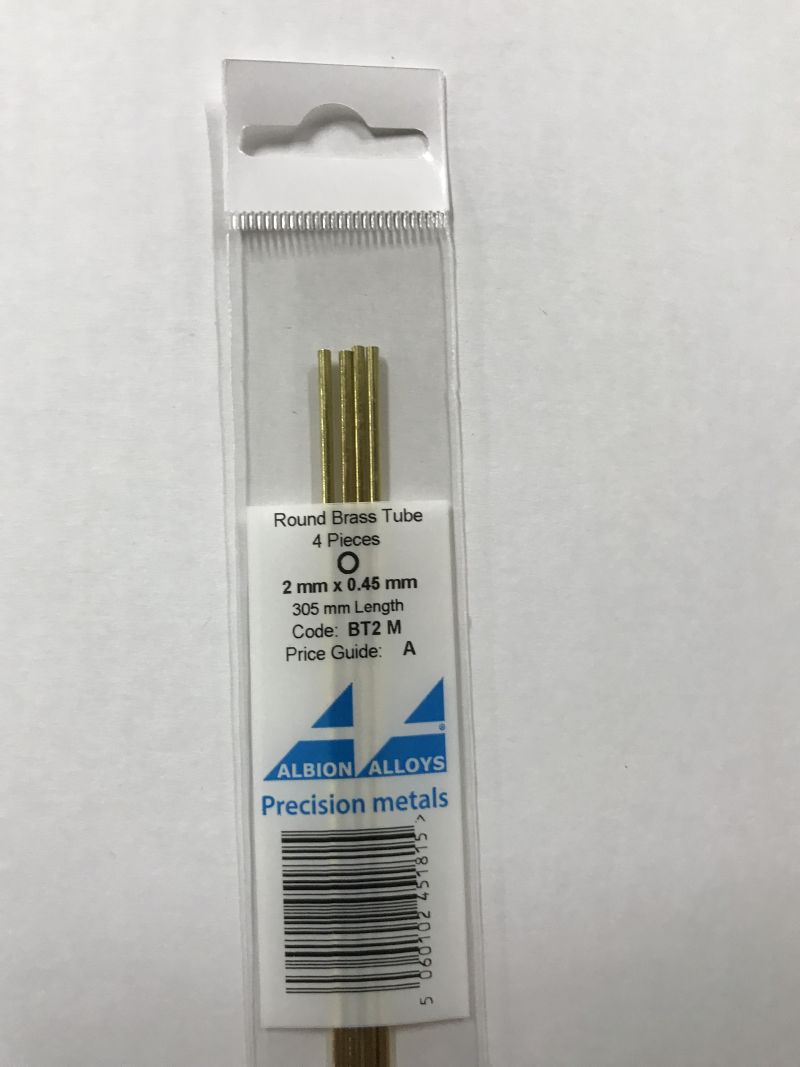 Round Brass Tube
4 Pieces
2 mm x 0.45 mm
305 mm Length
Code: BT2 M
Price Guide: A
ALBION ALLOYS®
Precision metals
5 060102 451815 >